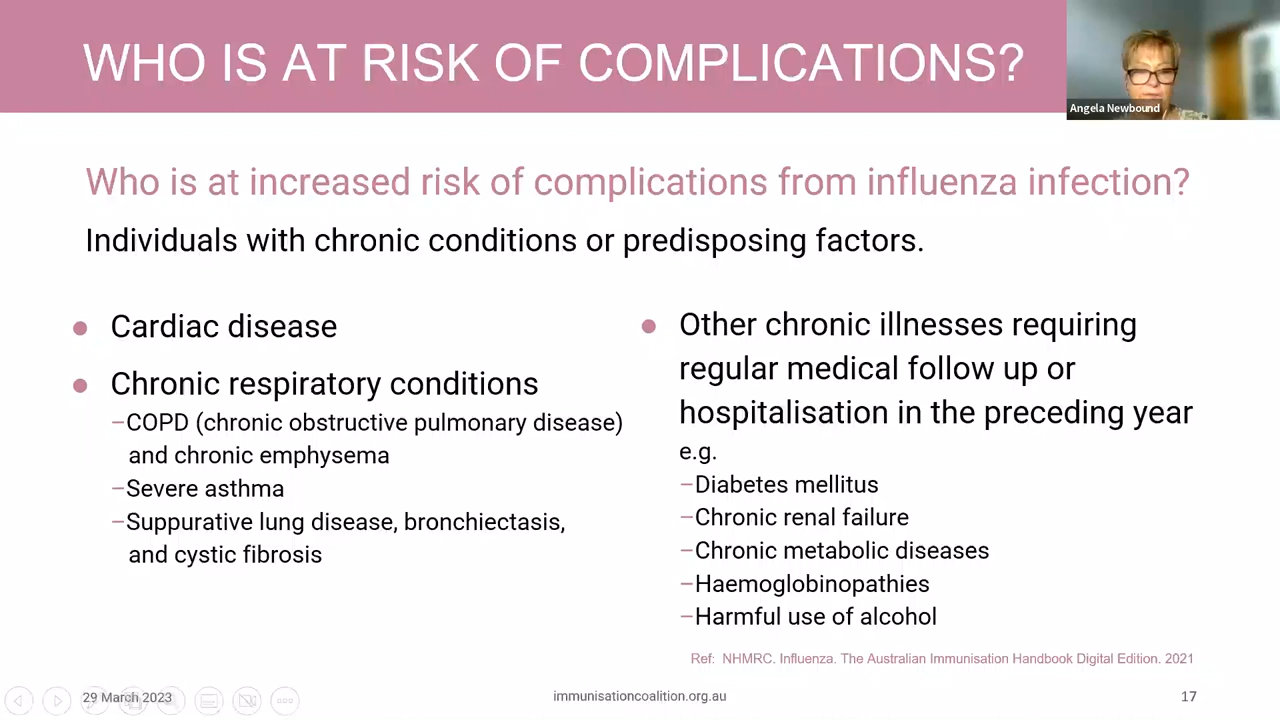 WHO IS AT RISK OF COMPLICATIONS?
Angela Newbound
Who is at increased risk of complications from influenza infection?
Individuals with chronic conditions or predisposing factors.
● Cardiac disease
● Chronic respiratory conditions
–COPD (chronic obstructive pulmonary disease)
and chronic emphysema
–Severe asthma
–Suppurative lung disease, bronchiectasis,
and cystic fibrosis
● Other chronic illnesses requiring
regular medical follow up or
hospitalisation in the preceding year
e.g.
–Diabetes mellitus
–Chronic renal failure
–Chronic metabolic diseases
–Haemoglobinopathies
–Harmful use of alcohol
Ref: NHMRC. Influenza. The Australian Immunisation Handbook Digital Edition. 2021
29 March 2023
immunisationcoalition.org.au
17